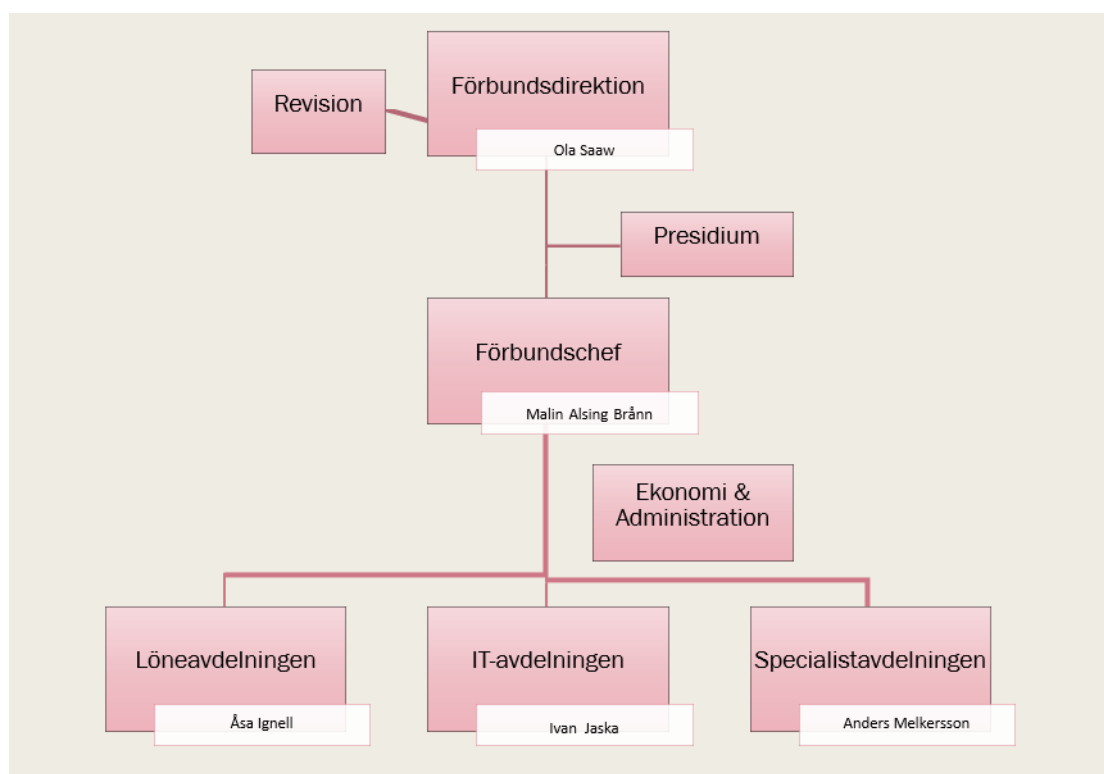 Förbundsdirektion
Revision
Ola Saaw
Presidium
Förbundschef
Malin Alsing Brånn
Ekonomi &
Administration
Löneavdelningen
Åsa Ignell
IT-avdelningen
Ivan Jaska
Specialistavdelningen
Anders Melkersson